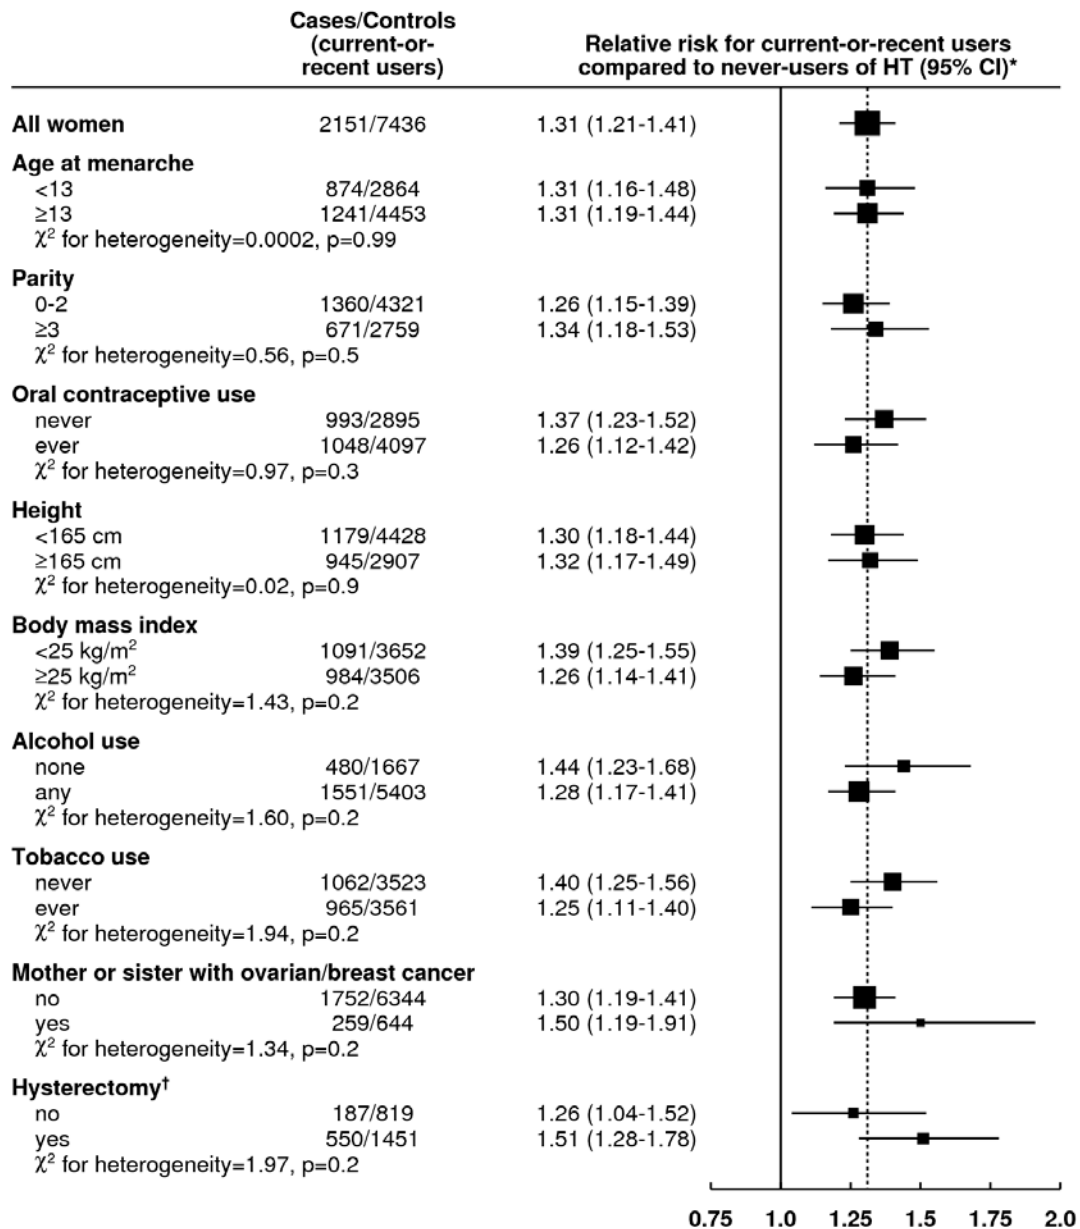 Cases/Controls
(current-or-
recent users)
Relative risk for current-or-recent users
compared to never-users of HT (95% CI)*
All women 2151/7436 1.31 (1.21-1.41)
Age at menarche
<13 874/2864 1.31 (1.16-1.48)
≥13 1241/4453 1.31 (1.19-1.44)
χ² for heterogeneity=0.0002, p=0.99
Parity
0-2 1360/4321 1.26 (1.15-1.39)
≥3 671/2759 1.34 (1.18-1.53)
χ² for heterogeneity=0.56, p=0.5
Oral contraceptive use
never 993/2895 1.37 (1.23-1.52)
ever 1048/4097 1.26 (1.12-1.42)
χ² for heterogeneity=0.97, p=0.3
Height
<165 cm 1179/4428 1.30 (1.18-1.44)
≥165 cm 945/2907 1.32 (1.17-1.49)
χ² for heterogeneity=0.02, p=0.9
Body mass index
<25 kg/m² 1091/3652 1.39 (1.25-1.55)
≥25 kg/m² 984/3506 1.26 (1.14-1.41)
χ² for heterogeneity=1.43, p=0.2
Alcohol use
none 480/1667 1.44 (1.23-1.68)
any 1551/5403 1.28 (1.17-1.41)
χ² for heterogeneity=1.60, p=0.2
Tobacco use
never 1062/3523 1.40 (1.25-1.56)
ever 965/3561 1.25 (1.11-1.40)
χ² for heterogeneity=1.94, p=0.2
Mother or sister with ovarian/breast cancer
no 1752/6344 1.30 (1.19-1.41)
yes 259/644 1.50 (1.19-1.91)
χ² for heterogeneity=1.34, p=0.2
Hysterectomy†
no 187/819 1.26 (1.04-1.52)
yes 550/1451 1.51 (1.28-1.78)
χ² for heterogeneity=1.97, p=0.2
0.75 1.0 1.25 1.5 1.75 2.0